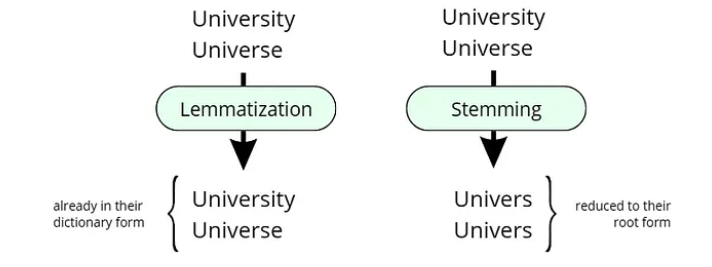 University
Universe
Lemmatization
already in their
dictionary form
University
Universe
University
Universe
Stemming
Univers
Univers
reduced to their
root form